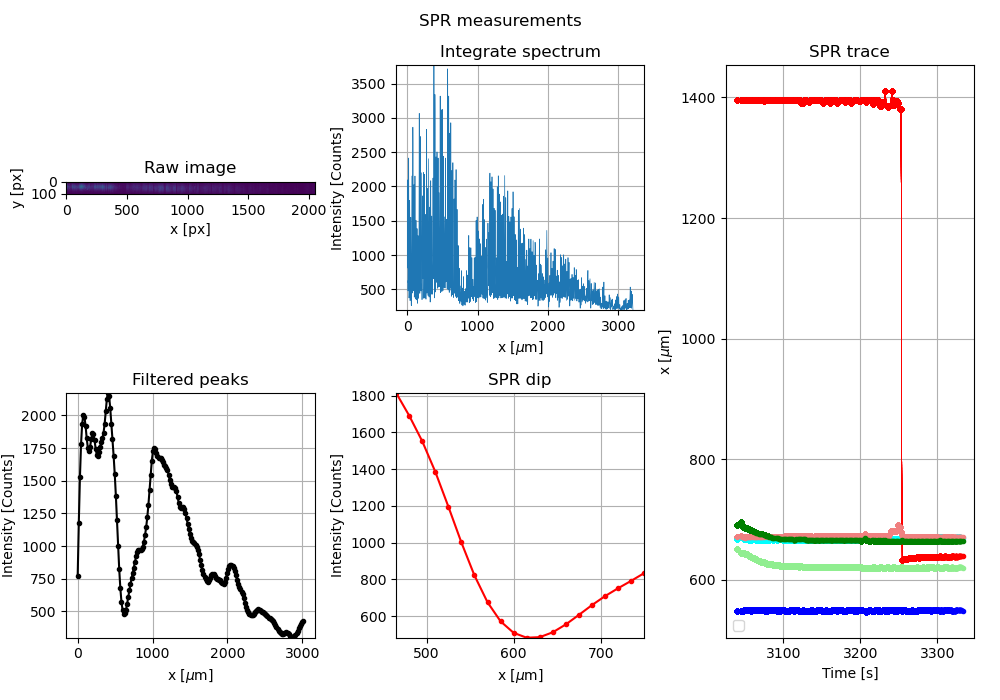 SPR measurements
Raw image
y [px]
0
100
0
500
1000
1500
2000
x [px]
Integrate spectrum
Intensity [Counts]
3500
3000
2500
2000
1500
1000
500
0
1000
2000
3000
x [μm]
SPR trace
x [μm]
1400
1200
1000
800
600
3100
3200
3300
Time [s]
Filtered peaks
Intensity [Counts]
2000
1750
1500
1250
1000
750
500
0
1000
2000
3000
x [μm]
SPR dip
Intensity [Counts]
1800
1600
1400
1200
1000
800
600
500
600
700
x [μm]